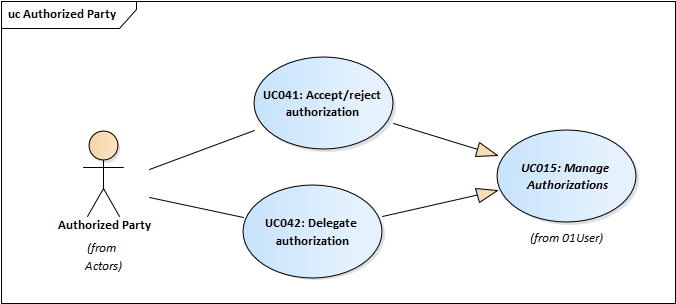 uc Authorized Party
UC041: Accept/reject
authorization
UC015: Manage
Authorizations
(from 01User)
Authorized Party
(from
Actors)
UC042: Delegate
authorization